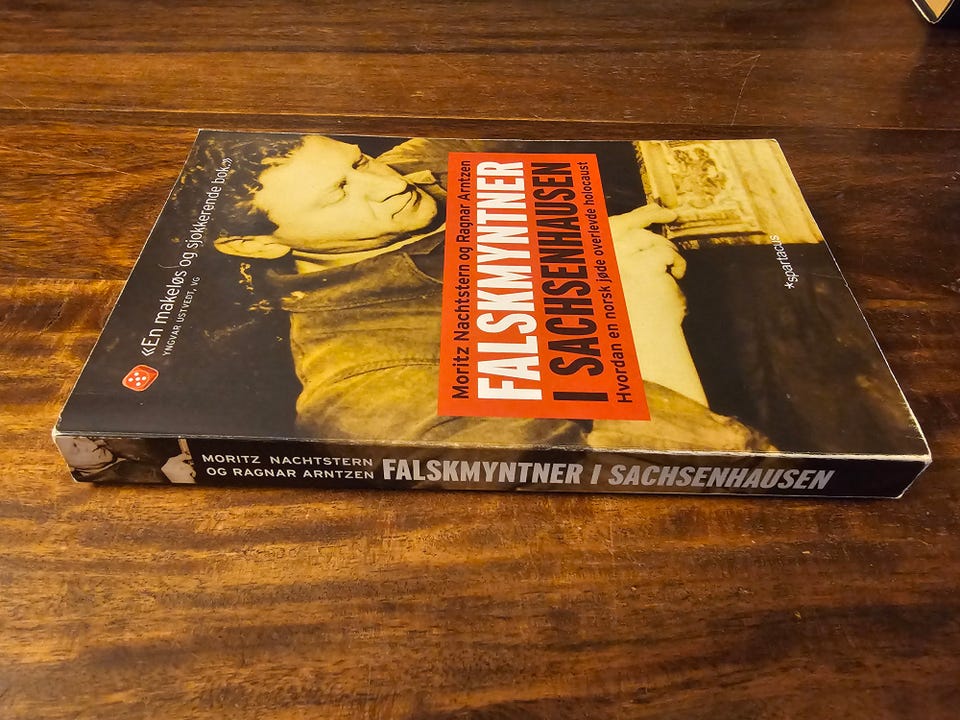 «En makeløs og sjokkerende bok.»
YNGVAR USTVEDT, VG
Moritz Nachtstern og Ragnar Arntzen
FALSKMYNTNER
I SACHSENHAUSEN
Hvordan en norsk jøde overlevde holocaust
*spartacus
MORITZ NACHTSTERN
OG RAGNAR ARNTZEN
FALSKMYNTNER I SACHSENHAUSEN